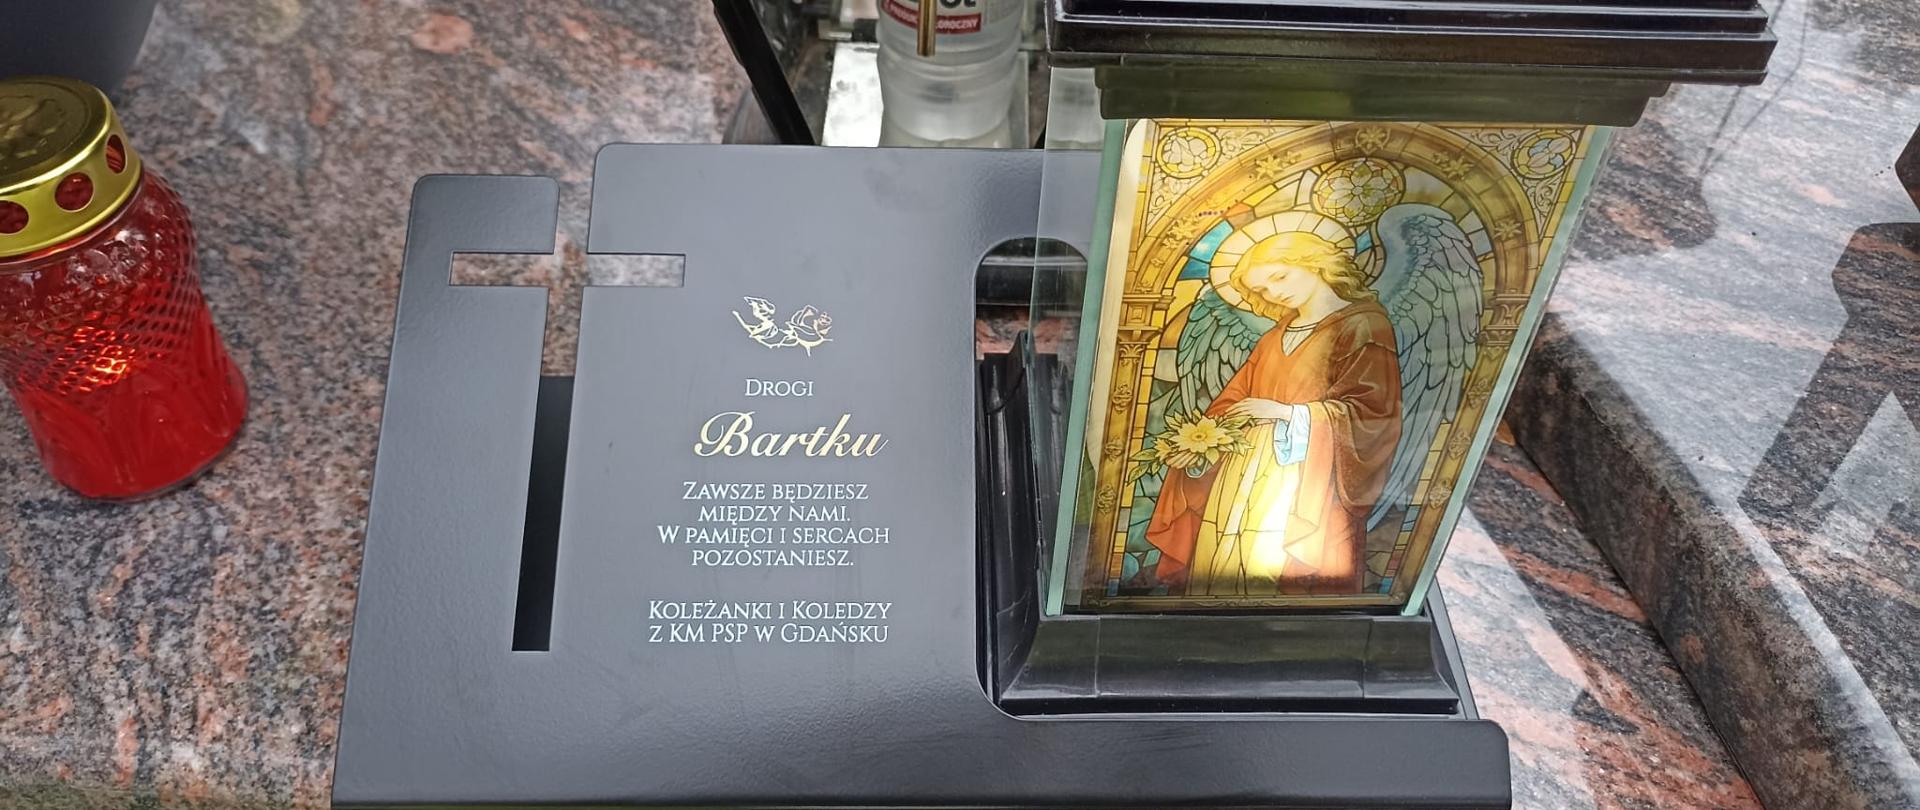 DROGI
Bartku
ZAWSZE BĘDZIESZ
MIĘDZY NAMI.
W PAMIĘCI I SERCACH
POZOSTANIESZ.
KOLEŻANKI I KOLEDZY
Z KM PSP W GDAŃSKU